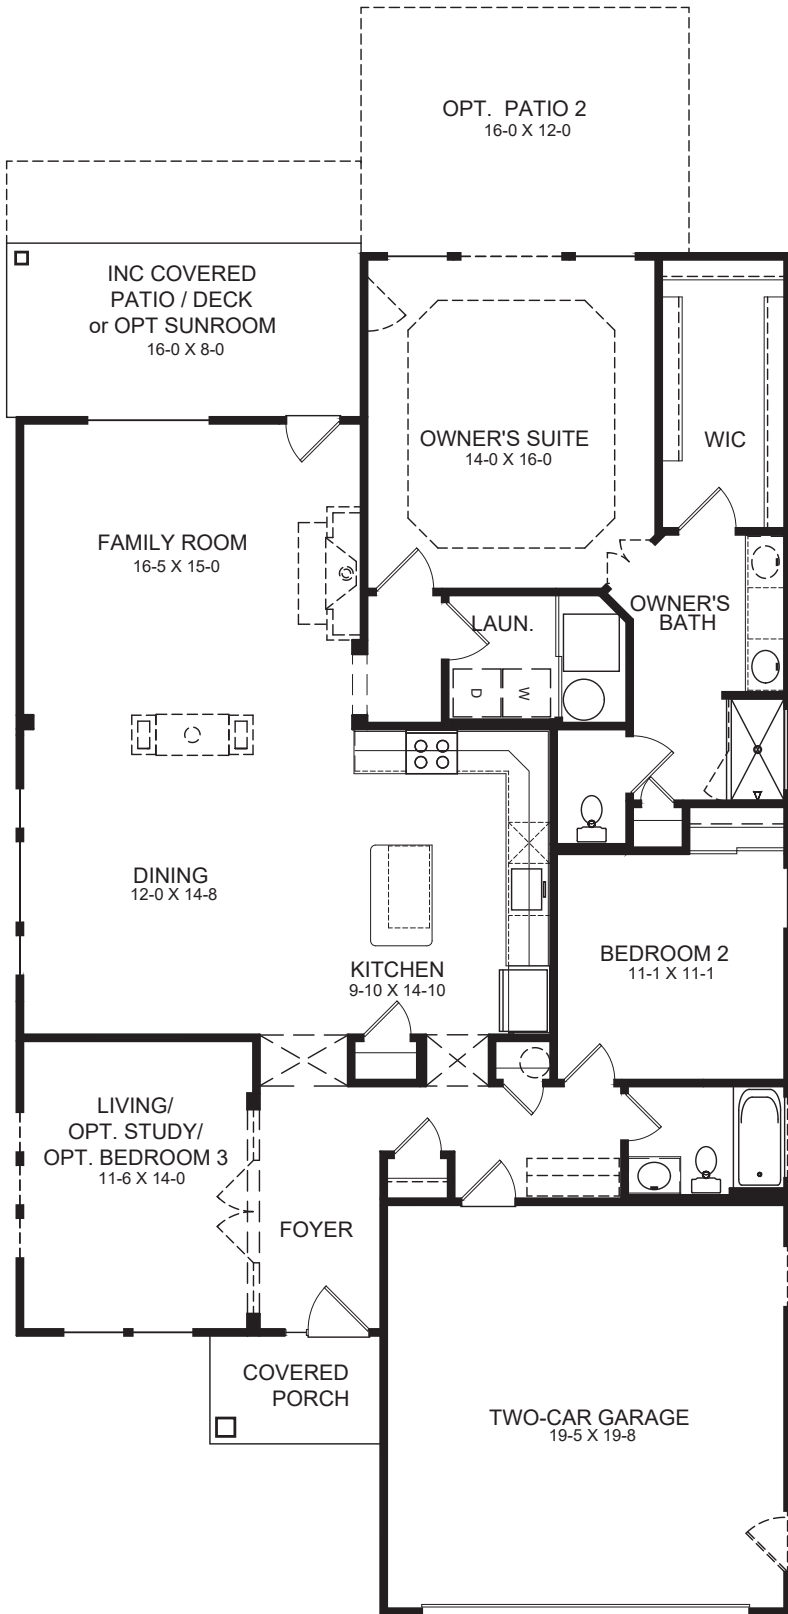 OPT. PATIO 2
16-0 X 12-0
INC COVERED
PATIO / DECK
or OPT SUNROOM
16-0 X 8-0
OWNER'S SUITE
14-0 X 16-0
WIC
FAMILY ROOM
16-5 X 15-0
OWNER'S
BATH
LAUN.
D
W
DINING
12-0 X 14-8
KITCHEN
9-10 X 14-10
BEDROOM 2
11-1 X 11-1
LIVING/
OPT. STUDY/
OPT. BEDROOM 3
11-6 X 14-0
FOYER
COVERED
PORCH
TWO-CAR GARAGE
19-5 X 19-8